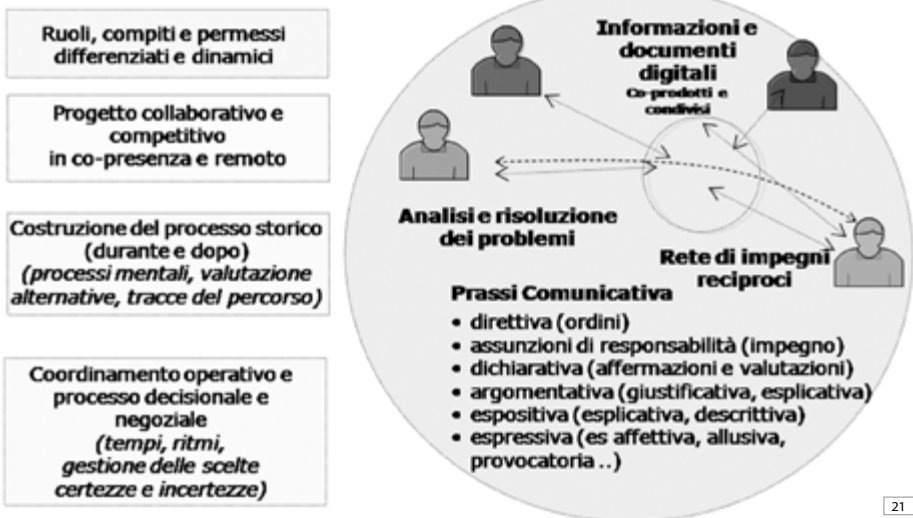 Ruoli, compiti e permessi
differenziati e dinamici
Progetto collaborativo e
competitivo
in co-presenza e remoto
Costruzione del processo storico
(durante e dopo)
(processi mentali, valutazione
alternative, tracce del percorso)
Coordinamento operativo e
processo decisionale e
negoziale
(tempi, ritmi,
gestione delle scelte
certezze e incertezze)
Informazioni e
documenti
digitali
Co-prodotti e
condivisi
Analisi e risoluzione
dei problemi
Rete di impegni
reciproci
Prassi Comunicativa
• direttiva (ordini)
• assunzioni di responsabilità (impegno)
• dichiarativa (affermazioni e valutazioni)
• argomentativa (giustificativa, esplicativa)
• espositiva (esplicativa, descrittiva)
• espressiva (es affettiva, allusiva,
provocatoria ..)
21